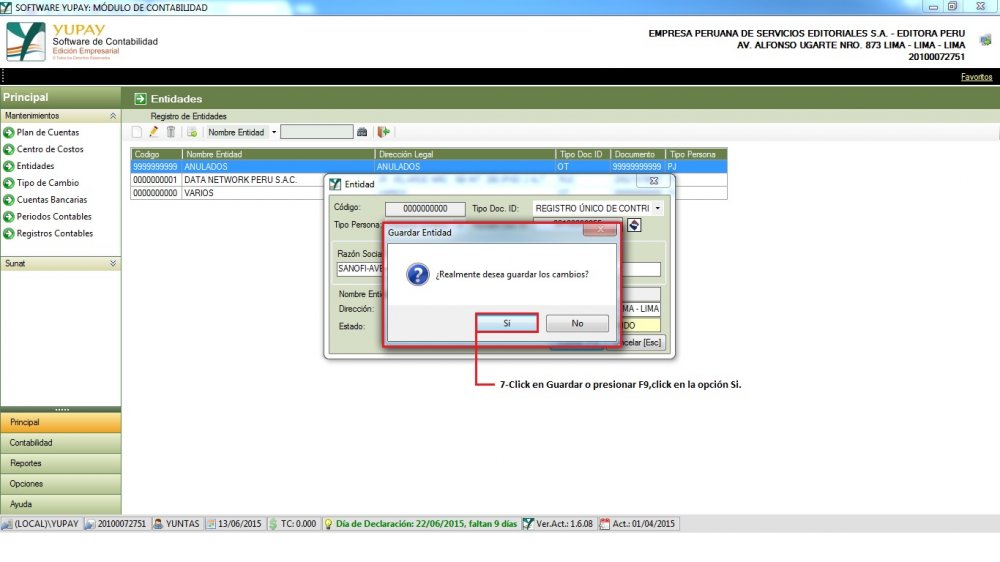 SOFTWARE YUPAY: MÓDULO DE CONTABILIDAD
YUPAY
Software de Contabilidad
Edición Empresarial
© Todos los Derechos Reservados
EMPRESA PERUANA DE SERVICIOS EDITORIALES S.A. - EDITORA PERU
AV. ALFONSO UGARTE NRO. 873 LIMA - LIMA - LIMA
20100072751
Favoritos
Principal
Entidades
Mantenimientos
Registro de Entidades
Plan de Cuentas
Nombre Entidad
Centro de Costos
Codigo Nombre Entidad Dirección Legal Tipo Doc ID Documento Tipo Persona
Entidades
9999999999 ANULADOS ANULADOS OT 99999999999 PJ
Tipo de Cambio
0000000001 DATA NETWORK PERU S.A.C.
Cuentas Bancarias
0000000000 VARIOS
Periodos Contables
Registros Contables
Sunat
Entidad
Código: 0000000000 Tipo Doc. ID: REGISTRO ÚNICO DE CONTRI
Tipo Persona:
Guardar Entidad
Razón Social
SANOFI-AVE
¿Realmente desea guardar los cambios?
Nombre Enti
Dirección: MA - LIMA
Estado: DO
Sí No
ncelar [Esc]
7-Click en Guardar o presionar F9,click en la opción Si.
Principal
Contabilidad
Reportes
Opciones
Ayuda
(LOCAL)\YUPAY 20100072751 YUNTAS 13/06/2015 TC: 0.000 Día de Declaración: 22/06/2015, faltan 9 días Ver.Act.: 1.6.08 Act.: 01/04/2015